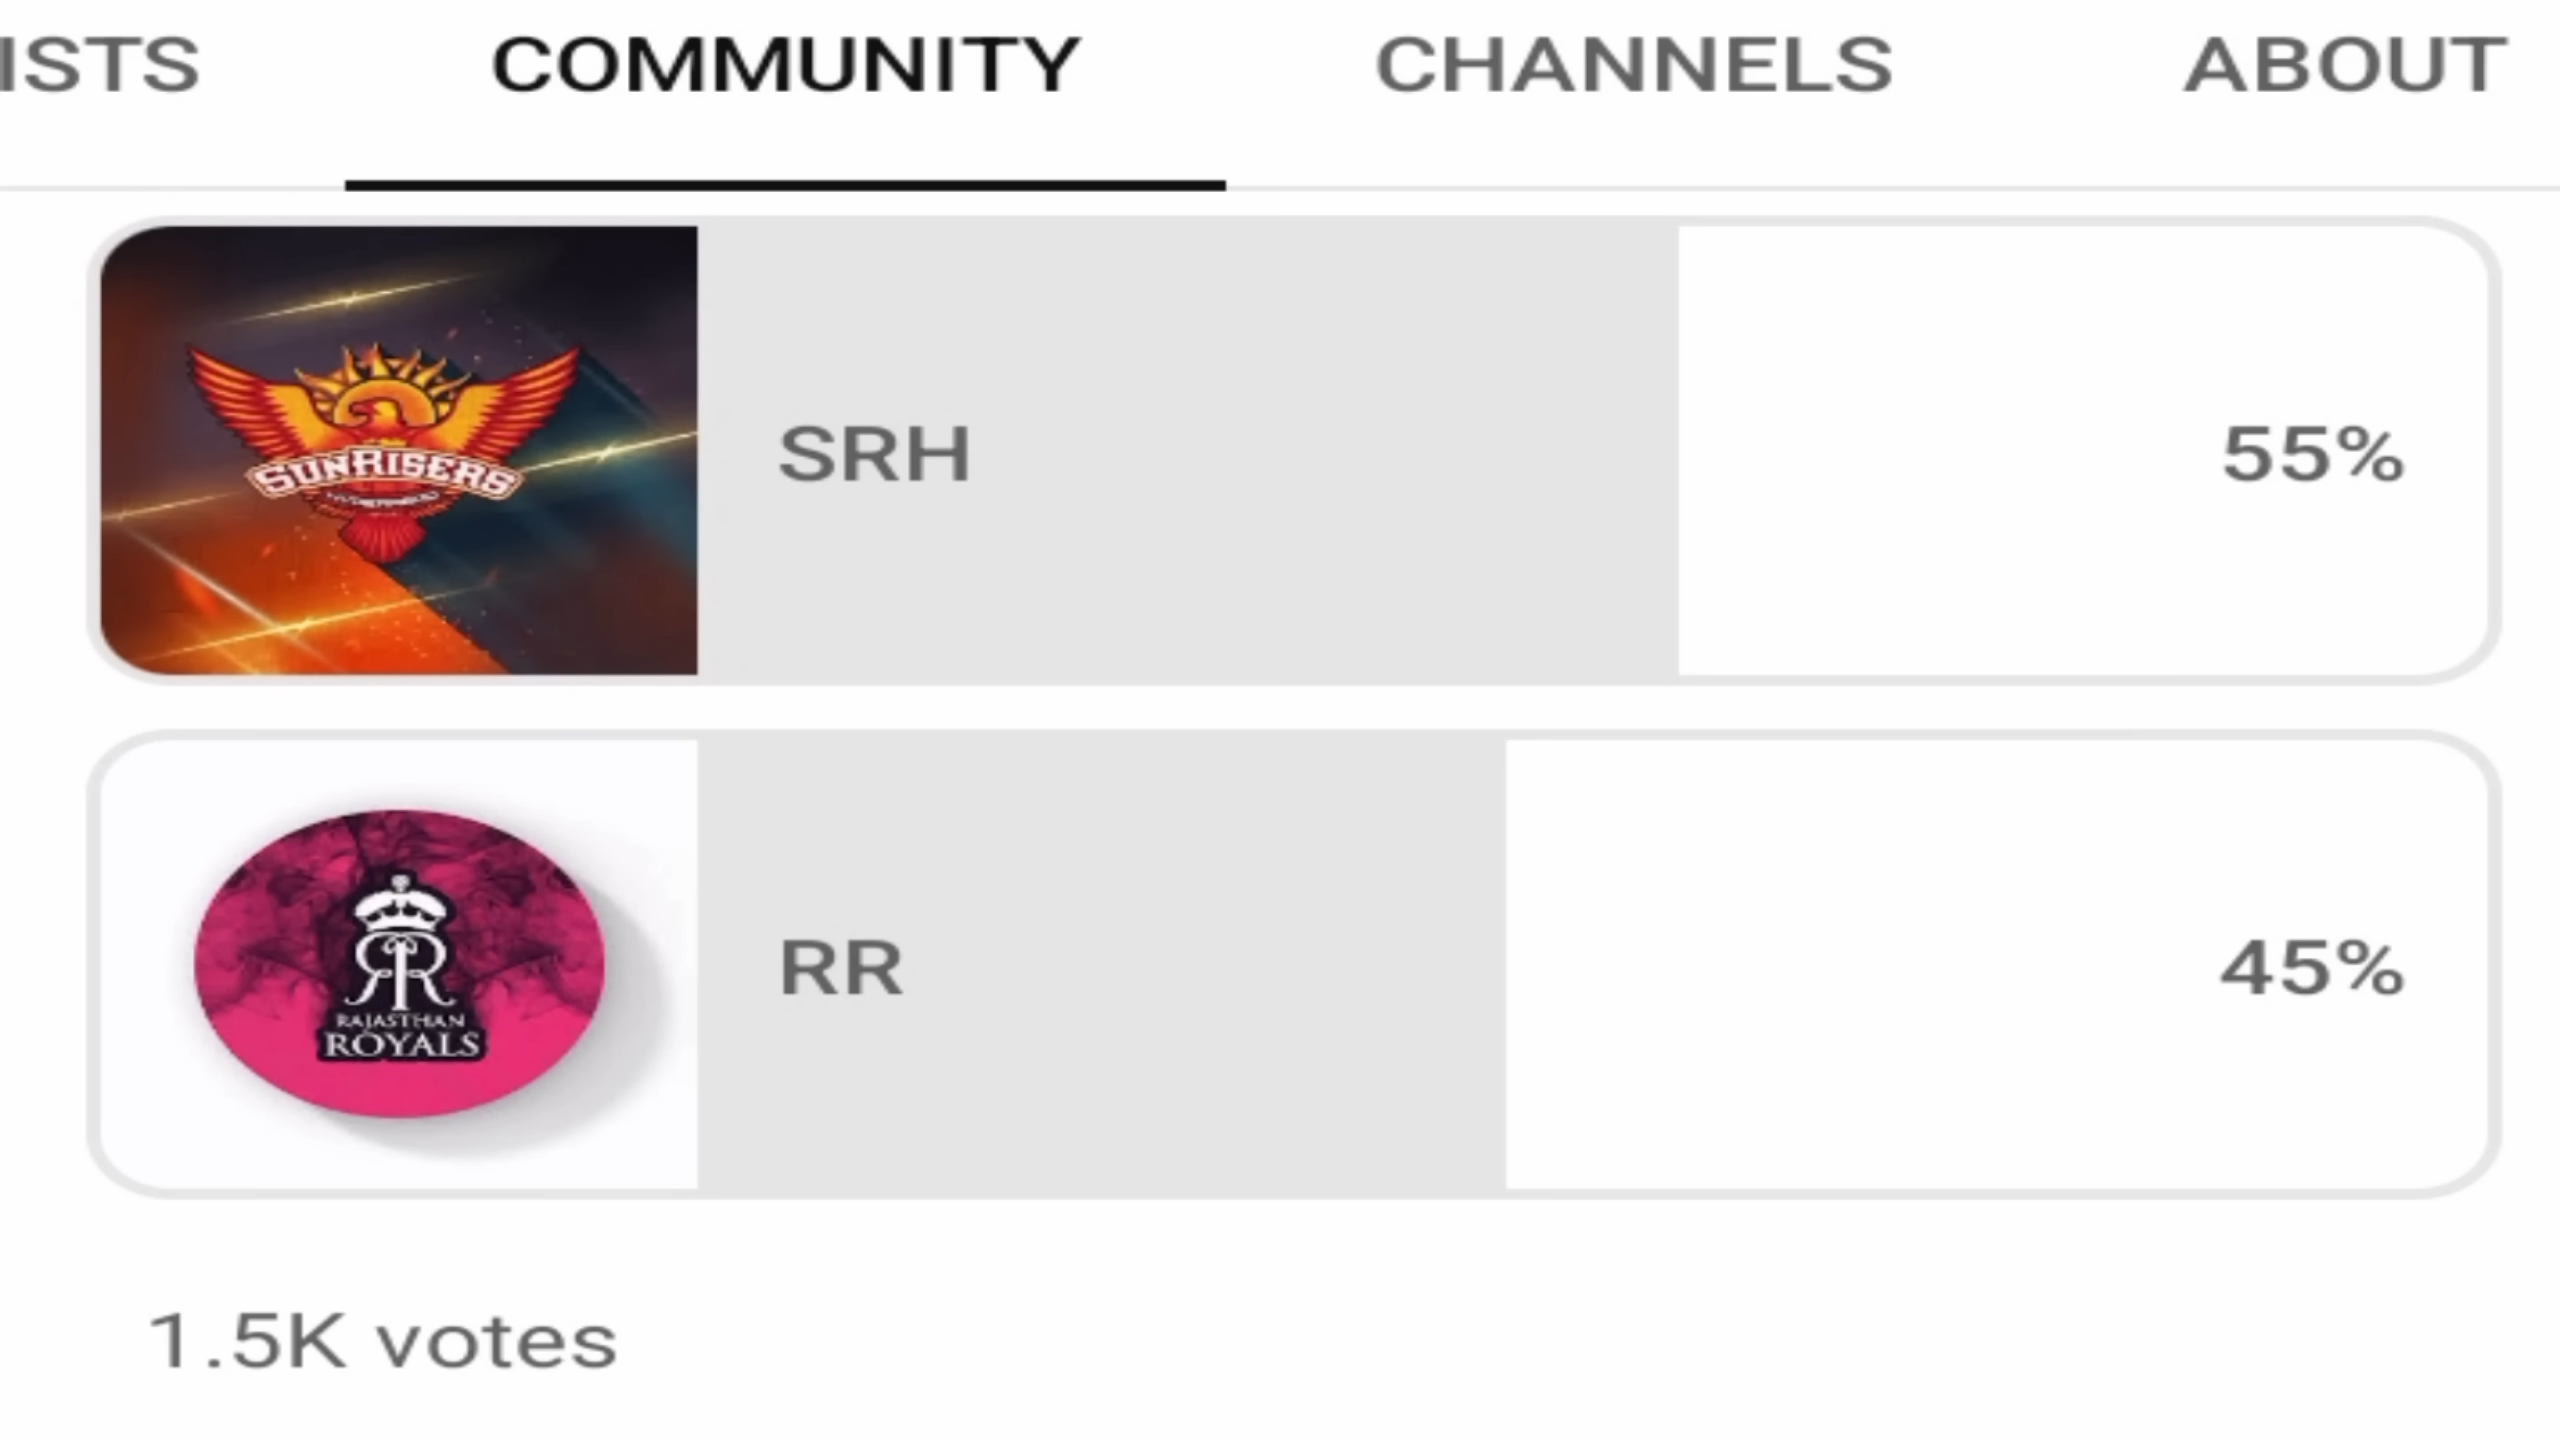 ISTS COMMUNITY CHANNELS ABOUT
SUNRISERS
SRH 55%
RAJASTHAN
ROYALS
RR 45%
1.5K votes